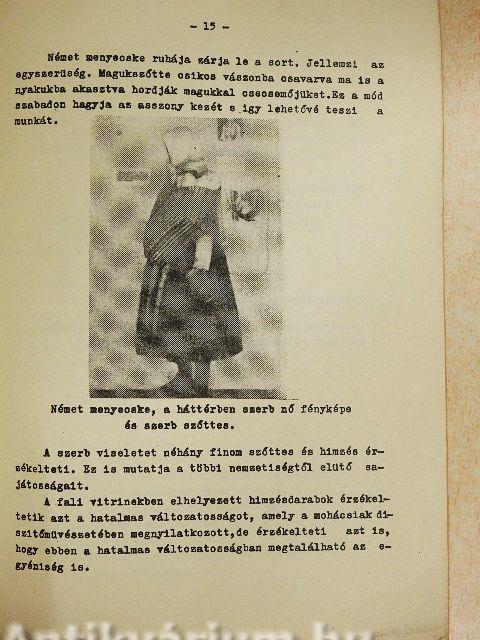 - 15 -
Német menyecske ruhája zárja le a sort. Jellemzi az
egyszerüség. Magukszőtte csikos vászonba csavarva ma is a
nyakukba akasztva hordják magukkal csecsemőjüket.Ez a mód
szabadon hagyja az asszony kezét s igy lehetővé teszi a
munkát.
Német menyecske, a háttérben szerb nő fényképe
és szerb szőttes.
A szerb viseletet néhány finom szőttes és himzés ér-
zékelteti. Ez is mutatja a többi nemzetiségtől elütő sa-
játosságait.
A fali vitrinekben elhelyezett himzésdarabok érzékel-
tetik azt a hatalmas változatosságot, amely a mohácsiak di-
szitőművészetében megnyilatkozott,de érzékelteti azt is,
hogy ebben a hatalmas változatosságban megtalálható az e-
gyéniség is.
Antikvárium.hu